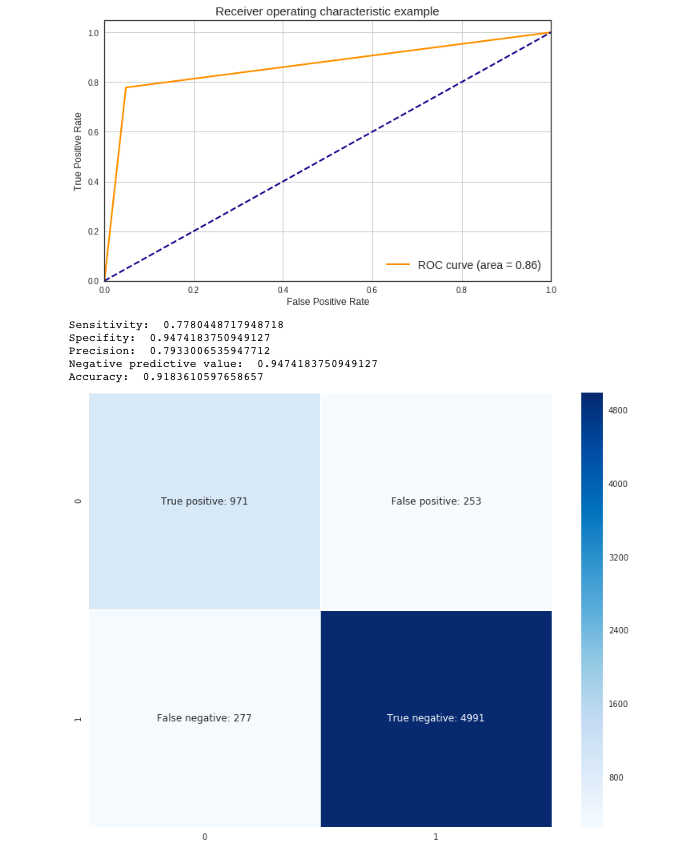 Receiver operating characteristic example
True Positive Rate
1.0
0.8
0.6
0.4
0.2
0.0
ROC curve (area = 0.86)
0.0 0.2 0.4 0.6 0.8 1.0
False Positive Rate
Sensitivity: 0.7780448717948718
Specifity: 0.9474183750949127
Precision: 0.7933006535947712
Negative predictive value: 0.9474183750949127
Accuracy: 0.9183610597658657
0
True positive: 971 False positive: 253
1
False negative: 277 True negative: 4991
0 1
4800
4000
3200
2400
1600
800